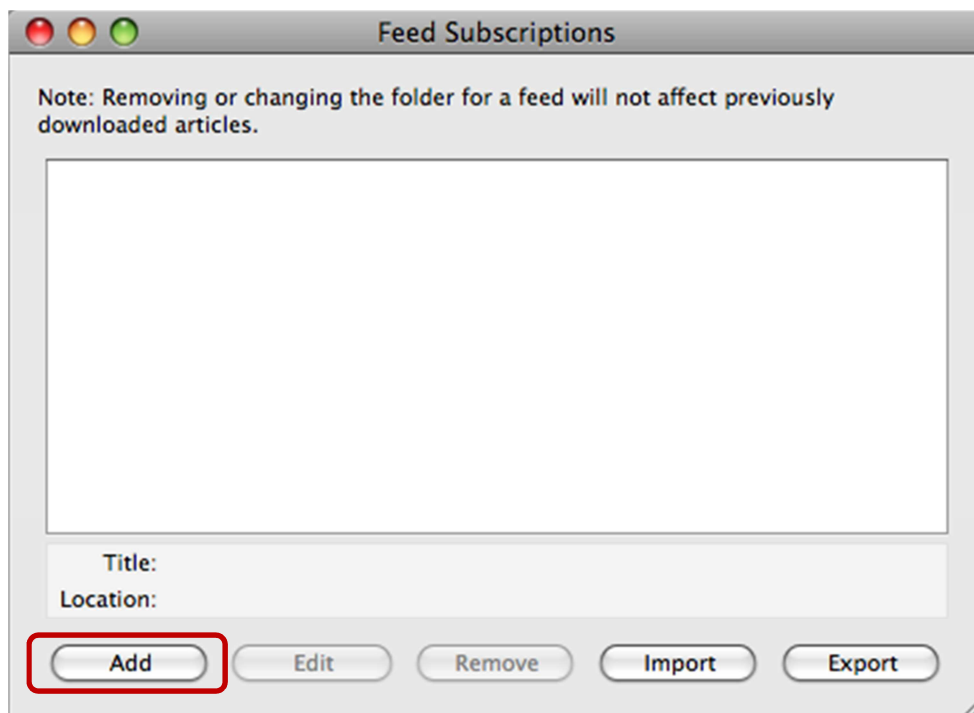 Feed Subscriptions
Note: Removing or changing the folder for a feed will not affect previously
downloaded articles.
Title:
Location:
Add Edit Remove Import Export